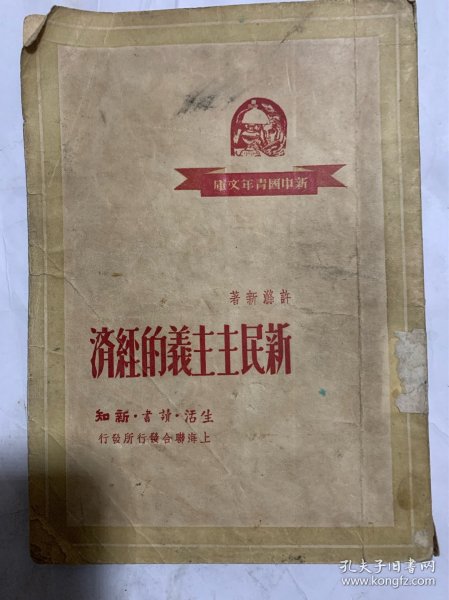 新中國青年文庫
許滌新著
新民主主義的經済
生活·讀書·新知
上海聯合發行所發行
孔夫子旧书网
www.kongfz.com